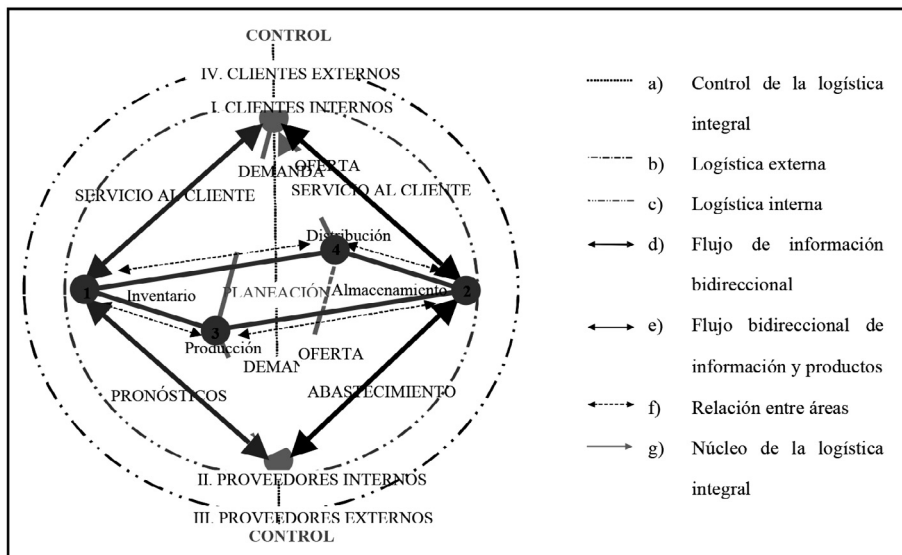 CONTROL
IV. CLIENTES EXTERNOS
I. CLIENTES INTERNOS
OFERTA
DEMANDA
SERVICIO AL CLIENTE
SERVICIO AL CLIENTE
Distribución
4
1
2
Inventario
PLANEACIÓN
Almacenamiento
3
Producción
OFERTA
DEMAN
PRONÓSTICOS
ABASTECIMIENTO
II. PROVEEDORES INTERNOS
III. PROVEEDORES EXTERNOS
CONTROL
a) Control de la logística
integral
b) Logística externa
c) Logística interna
d) Flujo de información
bidireccional
e) Flujo bidireccional de
información y productos
f) Relación entre áreas
g) Núcleo de la logística
integral